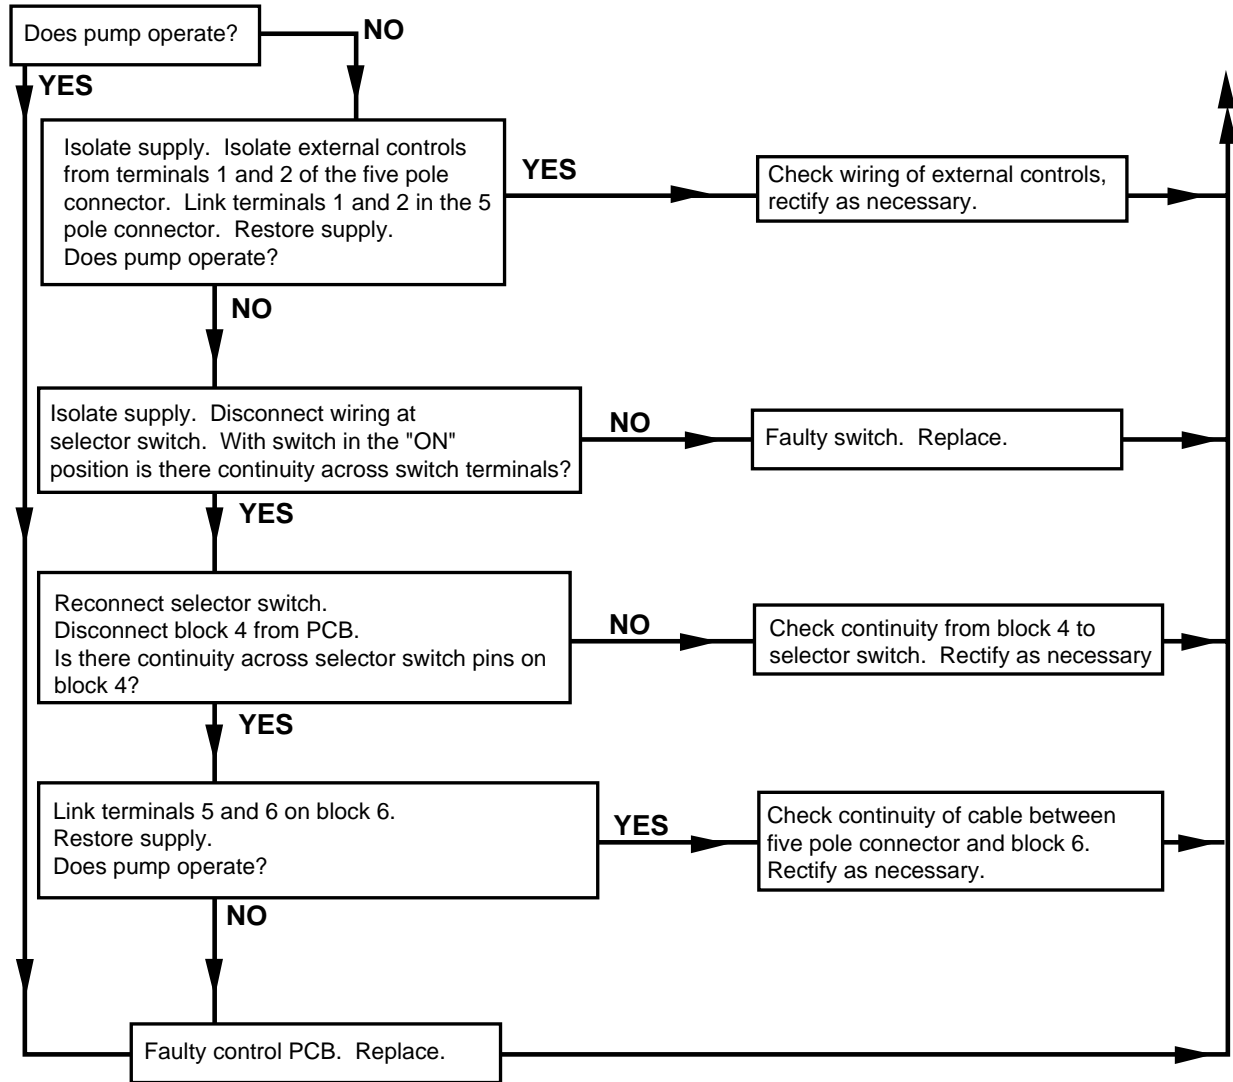 Does pump operate?
NO
YES
Isolate supply. Isolate external controls
from terminals 1 and 2 of the five pole
connector. Link terminals 1 and 2 in the 5
pole connector. Restore supply.
Does pump operate?
YES
Check wiring of external controls,
rectify as necessary.
NO
Isolate supply. Disconnect wiring at
selector switch. With switch in the "ON"
position is there continuity across switch terminals?
NO
Faulty switch. Replace.
YES
Reconnect selector switch.
Disconnect block 4 from PCB.
Is there continuity across selector switch pins on
block 4?
NO
Check continuity from block 4 to
selector switch. Rectify as necessary
YES
Link terminals 5 and 6 on block 6.
Restore supply.
Does pump operate?
YES
Check continuity of cable between
five pole connector and block 6.
Rectify as necessary.
NO
Faulty control PCB. Replace.